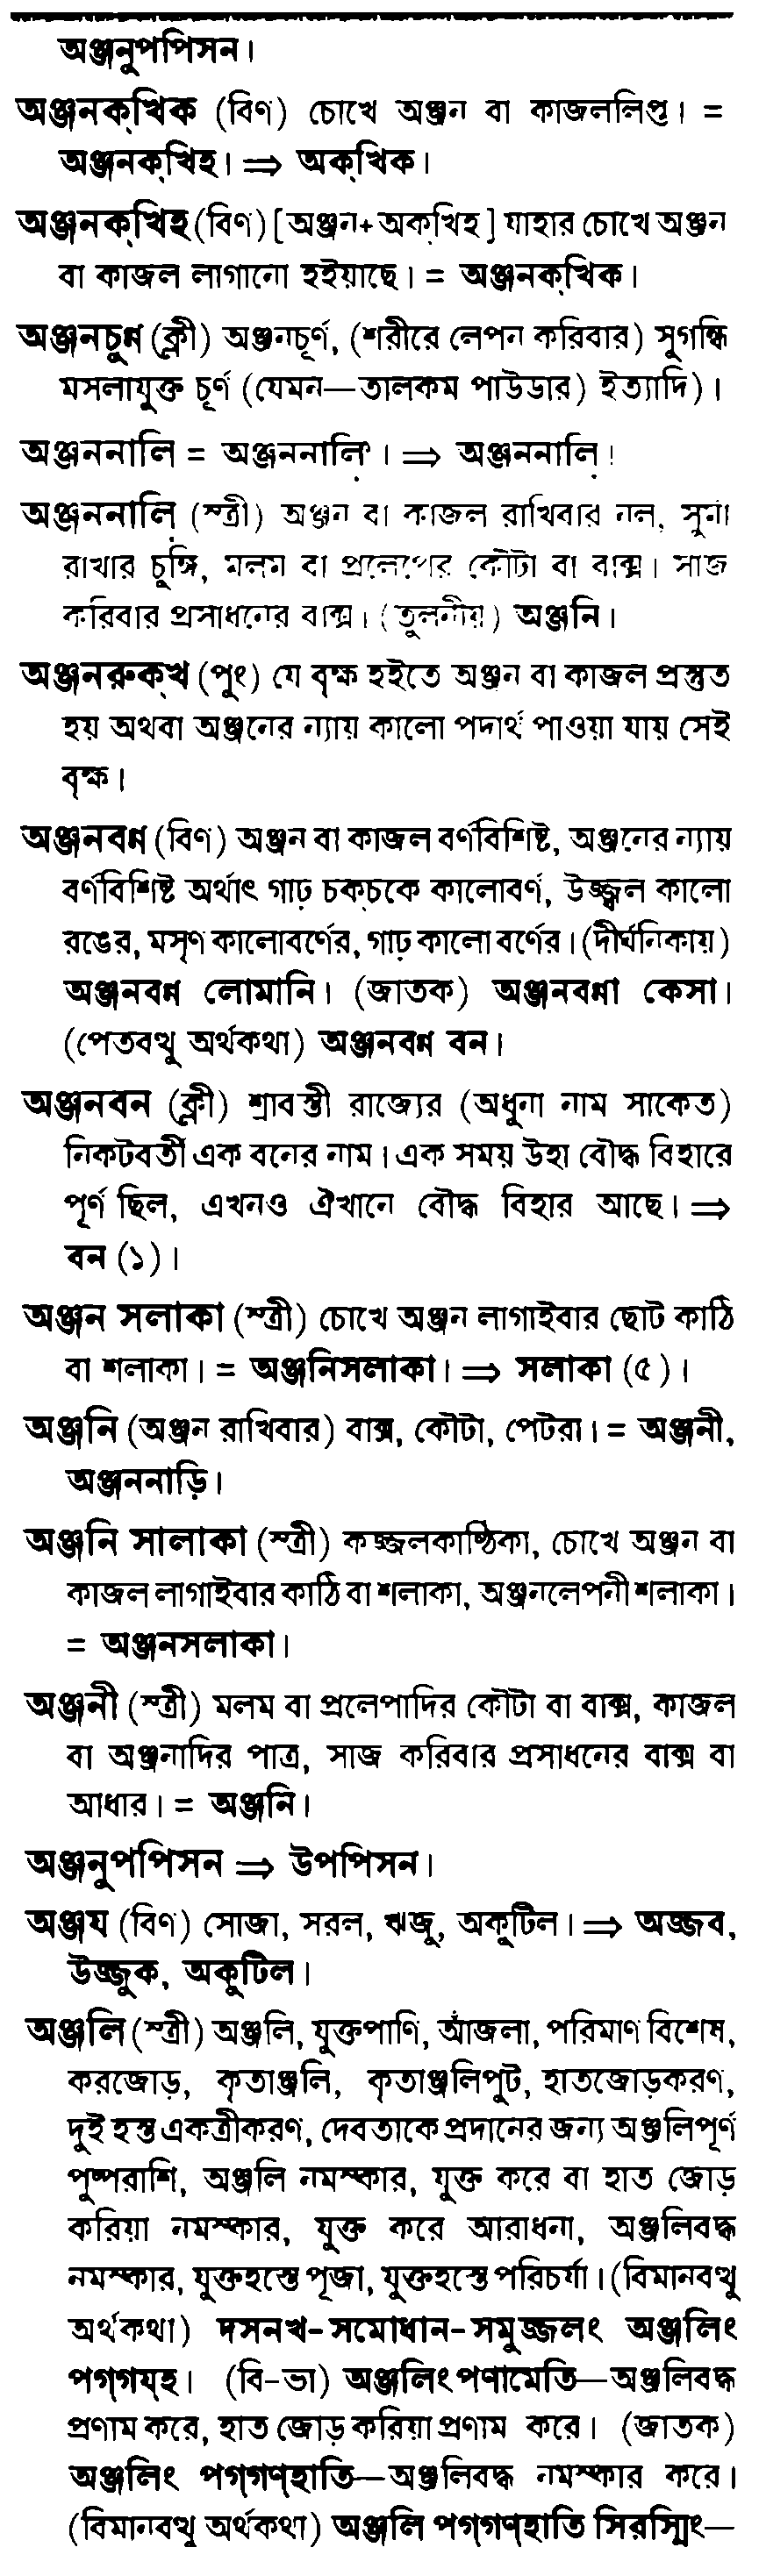 অঞ্জনুপপিসন।
অঞ্জনক্খিক (বিণ) চোখে অঞ্জন বা কাজললিপ্ত। =
অঞ্জনক্খিহ। ⇒ অক্খিক।
অঞ্জনক্খিহ (বিণ) [অঞ্জন+অক্খিহ] যাহার চোখে অঞ্জন
বা কাজল লাগানো হইয়াছে। = অঞ্জনক্খিক।
অঞ্জনচুন্ন (ক্লী) অঞ্জনচূর্ণ, (শরীরে লেপন করিবার) সুগন্ধি
মসলাযুক্ত চূর্ণ (যেমন—তালকম পাউডার) ইত্যাদি)।
অঞ্জননালি = অঞ্জননালি়। ⇒ অঞ্জননালি়।
অঞ্জননালি় (স্ত্রী) অঞ্জন বা কাজল রাখিবার নল, সুর্মা
রাখার চুঙ্গি, মলম বা প্রলেপের কৌটা বা বাক্স। সাজ
করিবার প্রসাধনের বাক্স। (তুলনীয়) অঞ্জনি।
অঞ্জনরুক্খ (পুং) যে বৃক্ষ হইতে অঞ্জন বা কাজল প্রস্তুত
হয় অথবা অঞ্জনের ন্যায় কালো পদার্থ পাওয়া যায় সেই
বৃক্ষ।
অঞ্জনবণ্ণ (বিণ) অঞ্জন বা কাজল বর্ণবিশিষ্ট, অঞ্জনের ন্যায়
বর্ণবিশিষ্ট অর্থাৎ গাঢ় চক্চকে কালোবর্ণ, উজ্জ্বল কালো
রঙের, মসৃণ কালোবর্ণের, গাঢ় কালো বর্ণের। (দীর্ঘনিকায়)
অঞ্জনবণ্ণ লোমানি। (জাতক) অঞ্জনবণ্ণা কেসা।
(পেতবত্থু অর্থকথা) অঞ্জনবণ্ণ বন।
অঞ্জনবন (ক্লী) শ্রাবস্তী রাজ্যের (অধুনা নাম সাকেত)
নিকটবর্তী এক বনের নাম। এক সময় উহা বৌদ্ধ বিহারে
পূর্ণ ছিল, এখনও ঐখানে বৌদ্ধ বিহার আছে। ⇒
বন (১)।
অঞ্জন সলাকা (স্ত্রী) চোখে অঞ্জন লাগাইবার ছোট কাঠি
বা শলাকা। = অঞ্জনিসলাকা। ⇒ সলাকা (৫)।
অঞ্জনি (অঞ্জন রাখিবার) বাক্স, কৌটা, পেটরা। = অঞ্জনী,
অঞ্জননাড়ি।
অঞ্জনি সালাকা (স্ত্রী) কজ্জলকাষ্ঠিকা, চোখে অঞ্জন বা
কাজল লাগাইবার কাঠি বা শলাকা, অঞ্জনলেপনী শলাকা।
= অঞ্জনসলাকা।
অঞ্জনী (স্ত্রী) মলম বা প্রলেপাদির কৌটা বা বাক্স, কাজল
বা অঞ্জনাদির পাত্র, সাজ করিবার প্রসাধনের বাক্স বা
আধার। = অঞ্জনি।
অঞ্জনুপপিসন ⇒ উপপিসন।
অঞ্জয (বিণ) সোজা, সরল, ঋজু, অকুটিল। ⇒ অজ্জব,
উজ্জুক, অকুটিল।
অঞ্জলি (স্ত্রী) অঞ্জলি, যুক্তপাণি, আঁজলা, পরিমাণ বিশেষ,
করজোড়, কৃতাঞ্জলি, কৃতাঞ্জলিপুট, হাতজোড়করণ,
দুই হস্ত একত্রীকরণ, দেবতাকে প্রদানের জন্য অঞ্জলিপূর্ণ
পুষ্পরাশি, অঞ্জলি নমস্কার, যুক্ত করে বা হাত জোড়
করিয়া নমস্কার, যুক্ত করে আরাধনা, অঞ্জলিবদ্ধ
নমস্কার, যুক্তহস্তে পূজা, যুক্তহস্তে পরিচর্যা। (বিমানবত্থু
অর্থকথা) দসনখ-সমোধান-সমুজ্জলং অঞ্জলিং
পগ্গয্হ। (বি-ভা) অঞ্জলিং পণামেতি—অঞ্জলিবদ্ধ
প্রণাম করে, হাত জোড় করিয়া প্রণাম করে। (জাতক)
অঞ্জলিং পগ্গণ্হাতি—অঞ্জলিবদ্ধ নমস্কার করে।
(বিমানবত্থু অর্থকথা) অঞ্জলি পগ্গণ্হাতি সিরস্মিং—